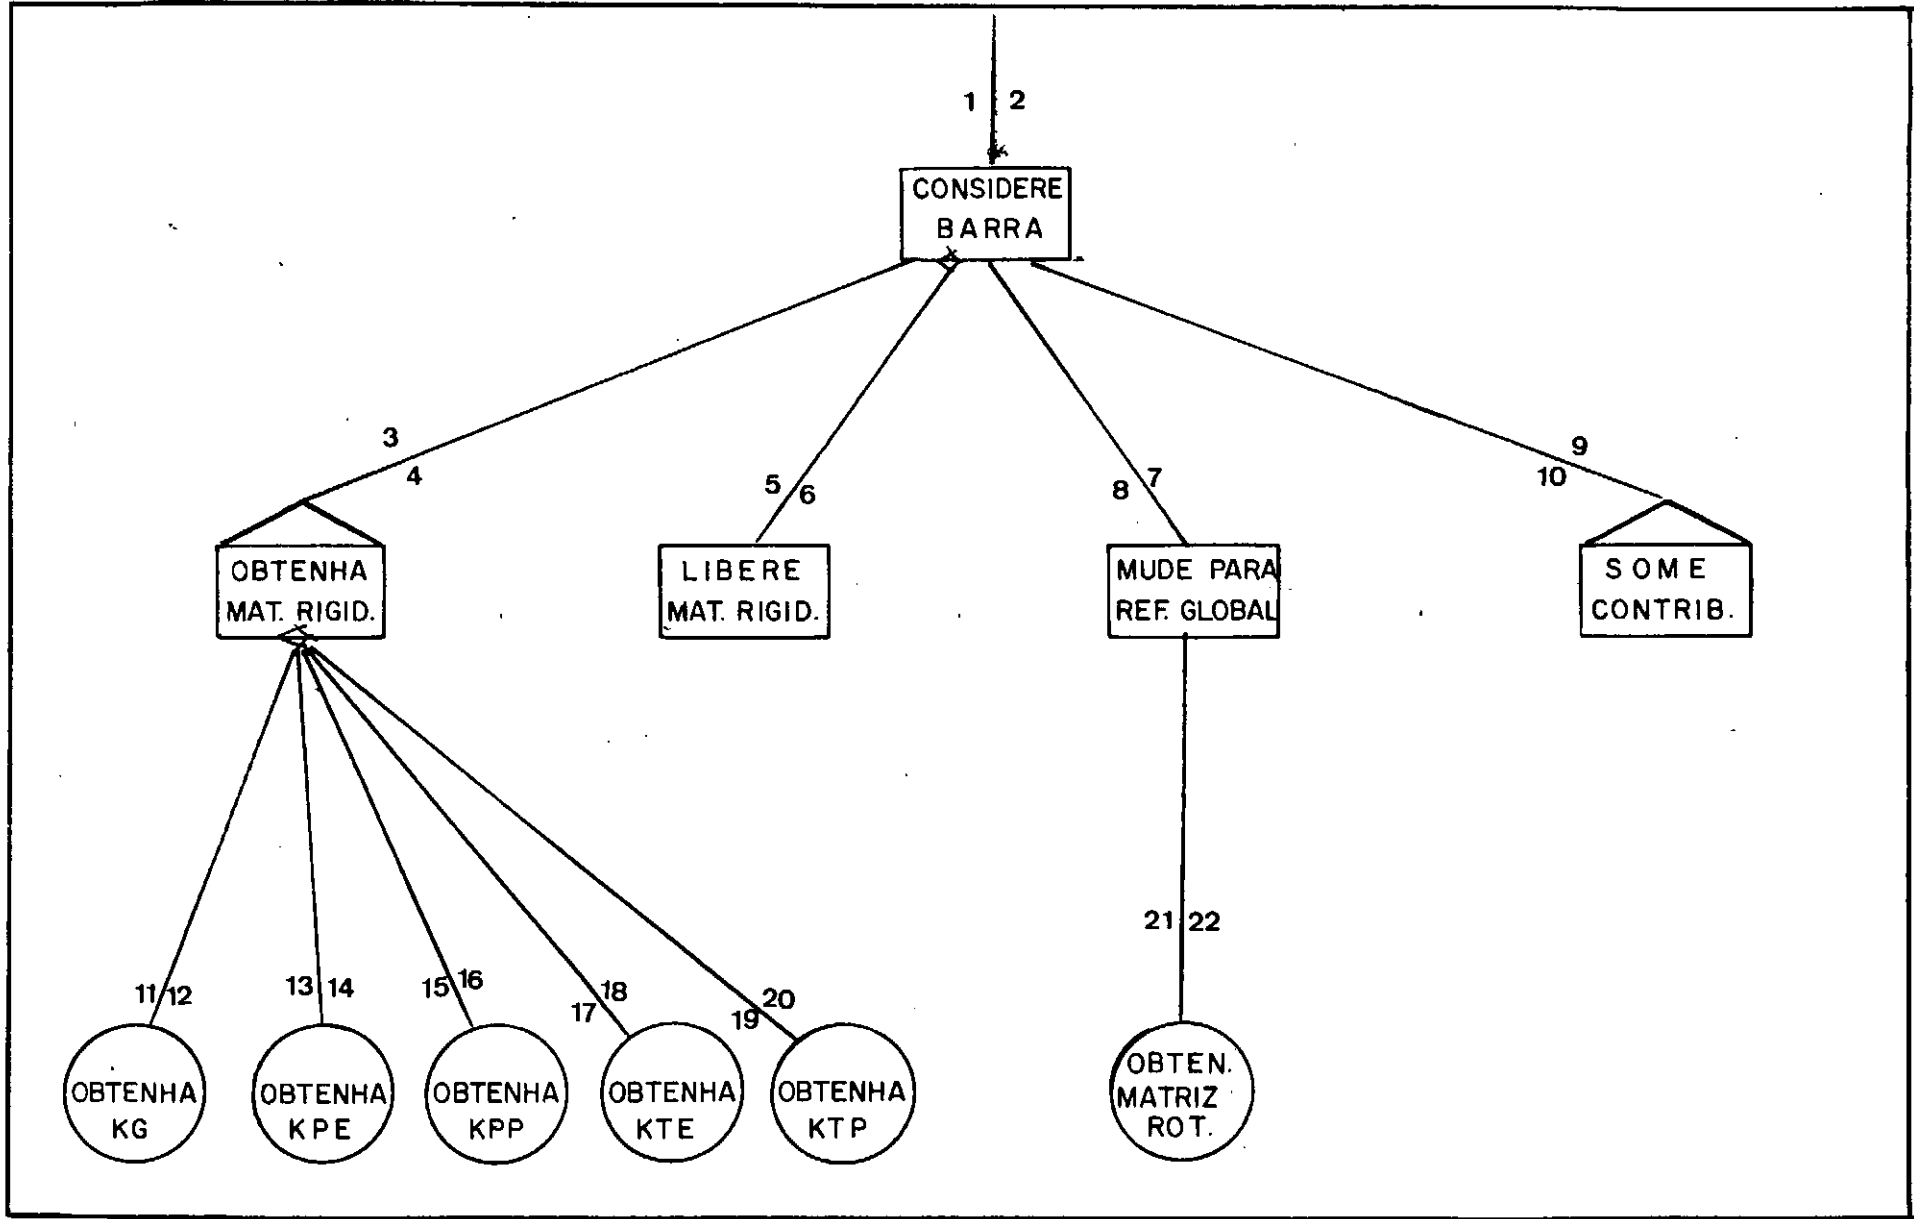 1 2
CONSIDERE
BARRA
3
4
5 6
8 7
9
10
OBTENHA
MAT. RIGID.
LIBERE
MAT. RIGID.
MUDE PARA
REF. GLOBAL
SOME
CONTRIB.
11 12
13 14
15 16
17 18
19 20
21 22
OBTENHA
KG
OBTENHA
KPE
OBTENHA
KPP
OBTENHA
KTE
OBTENHA
KTP
OBTEN.
MATRIZ
ROT.